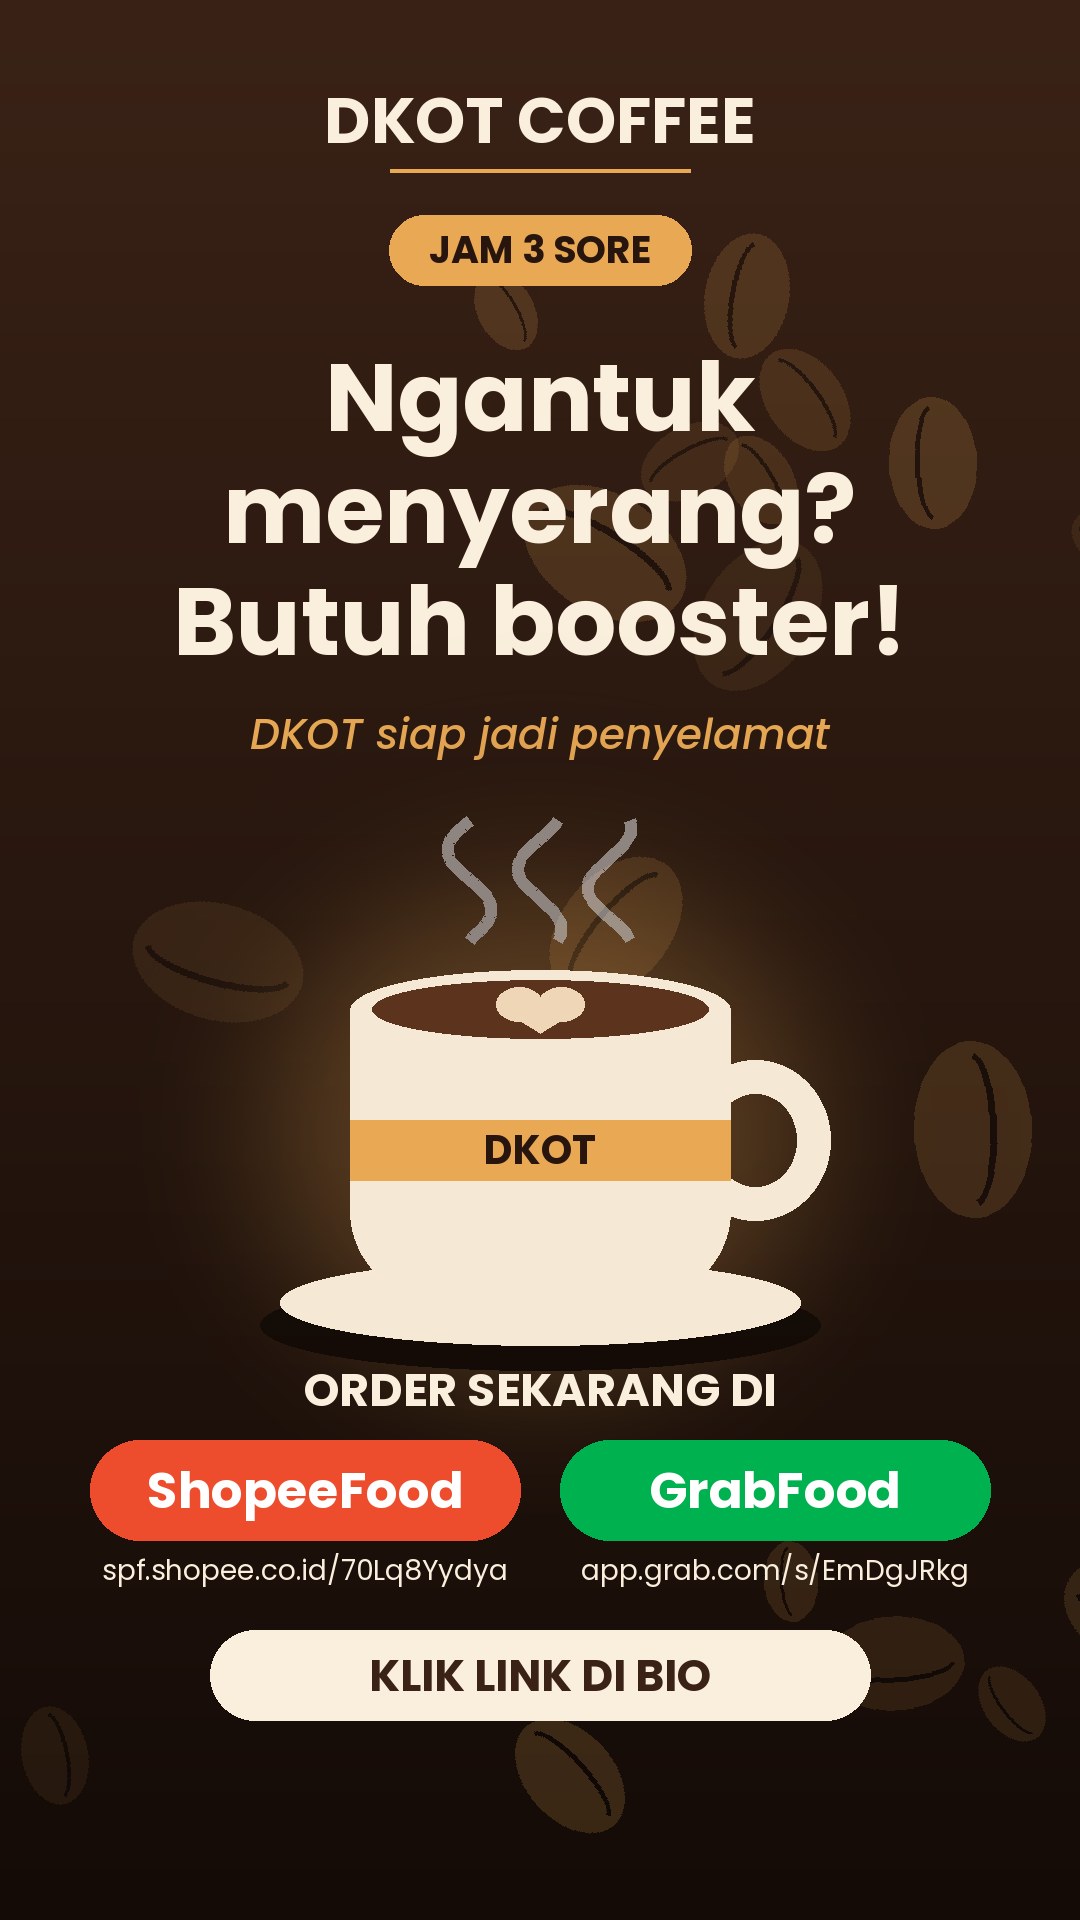 DKOT COFFEE
JAM 3 SORE
Ngantuk
menyerang?
Butuh booster!
DKOT siap jadi penyelamat
DKOT
ORDER SEKARANG DI
ShopeeFood
GrabFood
spf.shopee.co.id/70Lq8Yydya
app.grab.com/s/EmDgJRkg
KLIK LINK DI BIO